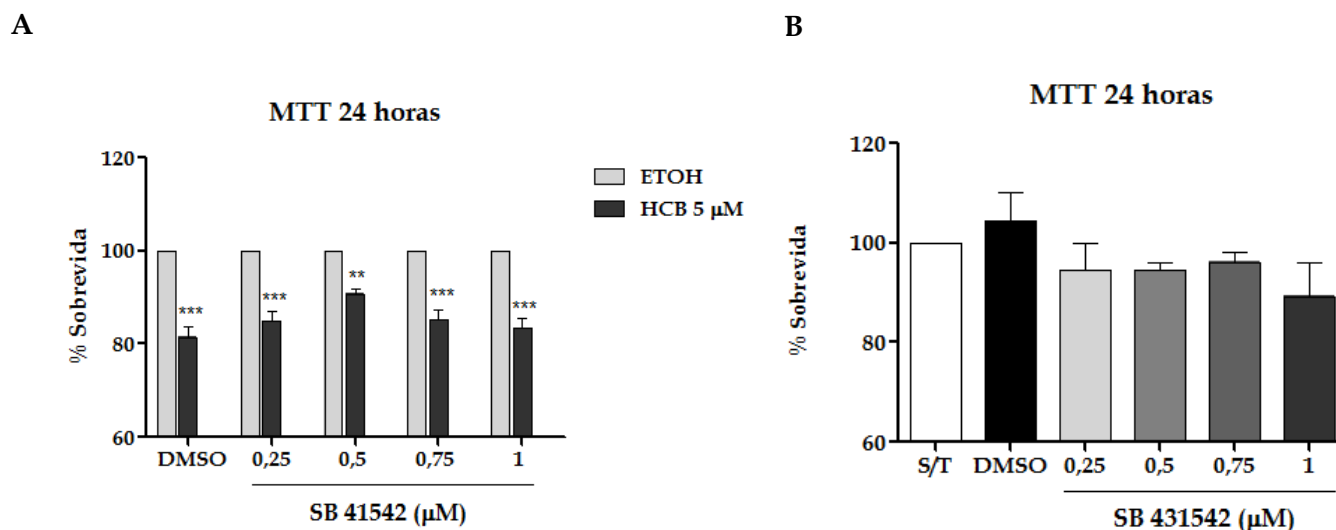 A
MTT 24 horas
120
100
80
60
% Sobrevida
ETOH
HCB 5 µM
***
***
**
***
***
DMSO 0,25 0,5 0,75 1
SB 41542 (µM)
B
MTT 24 horas
120
100
80
60
% Sobrevida
S/T DMSO 0,25 0,5 0,75 1
SB 431542 (µM)